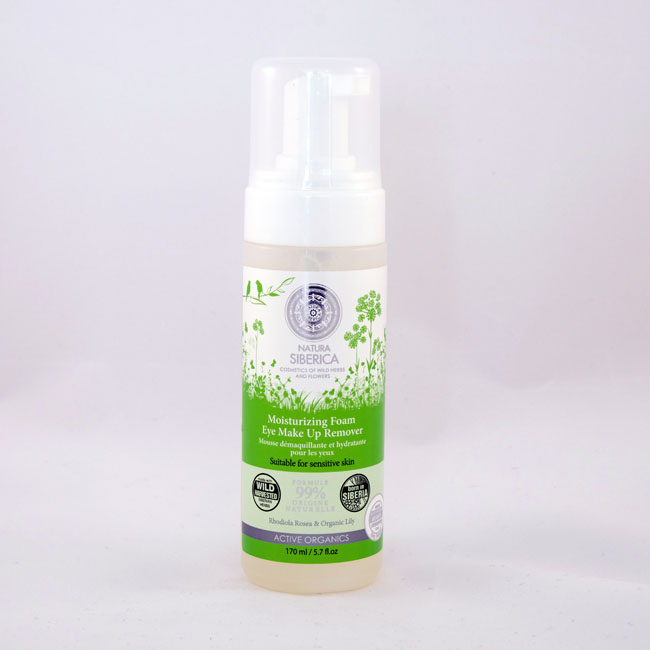 NATURA
SIBERICA
COSMETICS OF WILD HERBS
AND FLOWERS
Moisturizing Foam
Eye Make Up Remover
Mousse démaquillante et hydratante
pour les yeux
Suitable for sensitive skin
WILD
HARVESTED
FORMULE
99%
ORIGINE
NATURELLE
born in
SIBERIA
Rhodiola Rosea & Organic Lily
ACTIVE ORGANICS
170 ml / 5.7 fl.oz